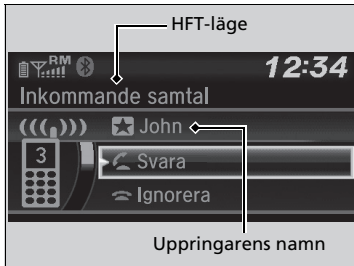 HFT-läge
RM
12:34
Inkommande samtal
John
3
Svara
Ignorera
Uppringarens namn